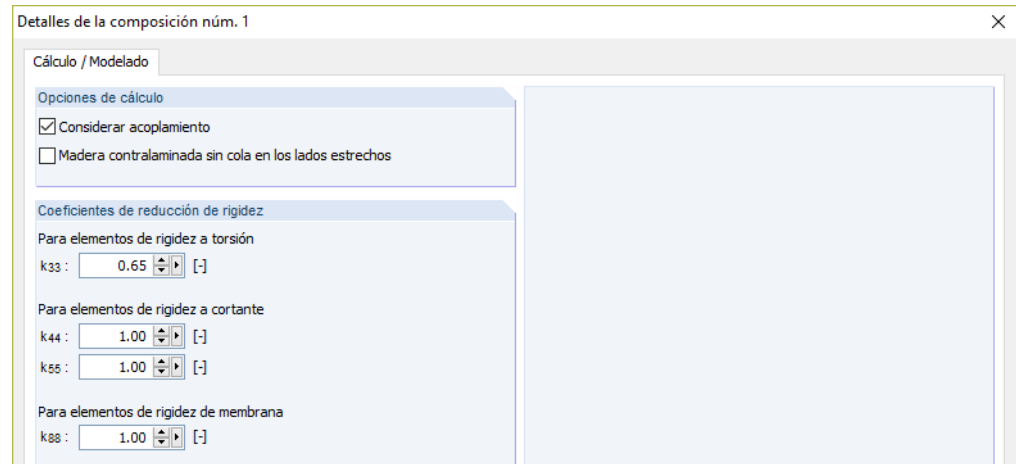 Detalles de la composición núm. 1
Cálculo / Modelado
Opciones de cálculo
Considerar acoplamiento
Madera contralaminada sin cola en los lados estrechos
Coeficientes de reducción de rigidez
Para elementos de rigidez a torsión
k33 : 0.65 [-]
Para elementos de rigidez a cortante
k44 : 1.00 [-]
k55 : 1.00 [-]
Para elementos de rigidez de membrana
k88 : 1.00 [-]